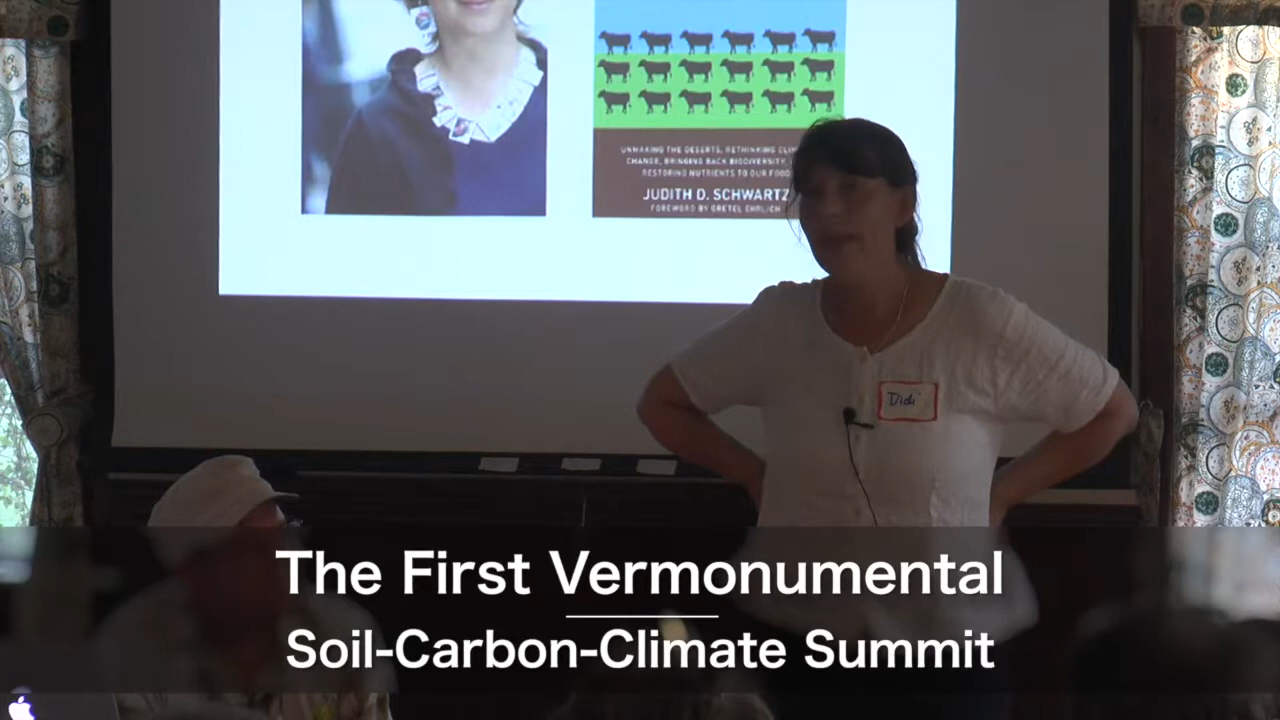 UNMAKING THE DESERTS, RETHINKING CLIM
CHANGE, BRINGING BACK BIODIVERSITY,
RESTORING NUTRIENTS TO OUR FOOD
JUDITH D. SCHWARTZ
FOREWORD BY GRETEL EHRLICH
Didi
The First Vermonumental
Soil-Carbon-Climate Summit